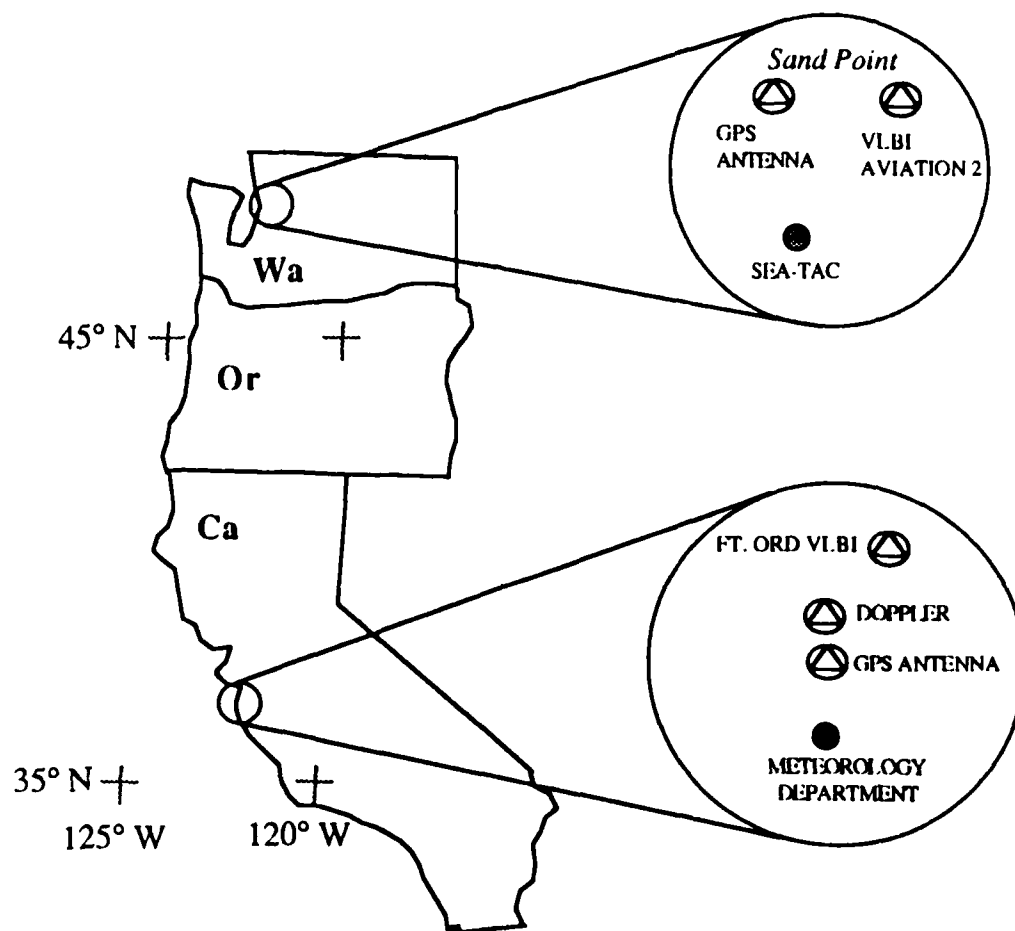 Sand Point
GPS
ANTENNA
VLBI
AVIATION 2
SEA-TAC
Wa
45° N
Or
Ca
FT. ORD VLBI
DOPPLER
GPS ANTENNA
METEOROLOGY
DEPARTMENT
35° N
125° W
120° W